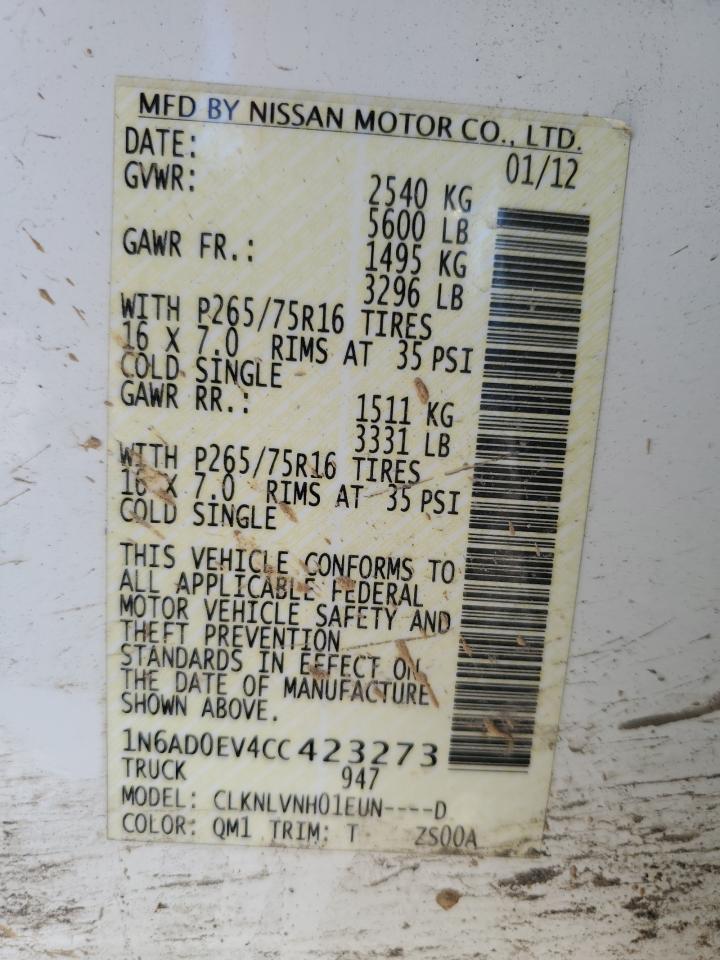 MFD BY NISSAN MOTOR CO., LTD.
DATE: 01/12
GVWR: 2540 KG
5600 LB
GAWR FR.: 1495 KG
3296 LB
WITH P265/75R16 TIRES
16 X 7.0 RIMS AT 35 PSI
COLD SINGLE
GAWR RR.: 1511 KG
3331 LB
WITH P265/75R16 TIRES
16 X 7.0 RIMS AT 35 PSI
COLD SINGLE
THIS VEHICLE CONFORMS TO
ALL APPLICABLE FEDERAL
MOTOR VEHICLE SAFETY AND
THEFT PREVENTION
STANDARDS IN EFFECT ON
THE DATE OF MANUFACTURE
SHOWN ABOVE.
1N6AD0EV4CC423273
TRUCK 947
MODEL: CLKNLVNH01EUN----D
COLOR: QM1 TRIM: T ZS00A